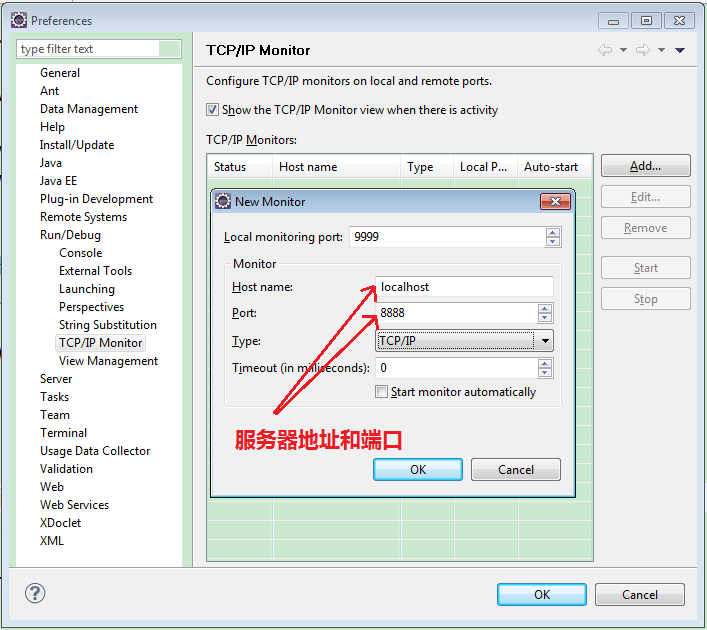 Preferences
type filter text
General
Ant
Data Management
Help
Install/Update
Java
Java EE
Plug-in Development
Remote Systems
Run/Debug
Console
External Tools
Launching
Perspectives
String Substitution
TCP/IP Monitor
View Management
Server
Tasks
Team
Terminal
Usage Data Collector
Validation
Web
Web Services
XDoclet
XML
TCP/IP Monitor
Configure TCP/IP monitors on local and remote ports.
Show the TCP/IP Monitor view when there is activity
TCP/IP Monitors:
Status Host name Type Local P... Auto-start
Add...
Edit...
Remove
Start
Stop
New Monitor
Local monitoring port: 9999
Monitor
Host name: localhost
Port: 8888
Type: TCP/IP
Timeout (in milliseconds): 0
Start monitor automatically
服务器地址和端口
OK Cancel
? OK Cancel